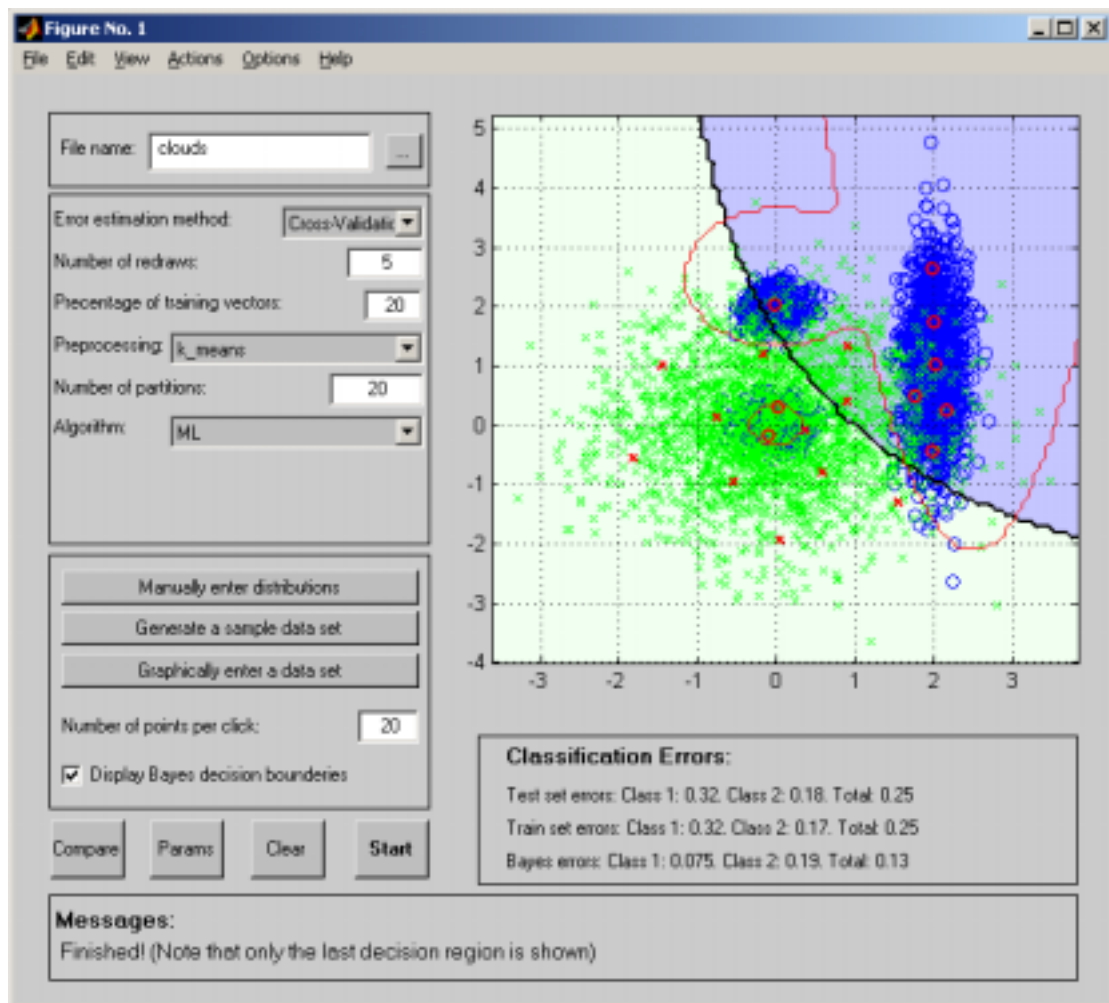 Figure No. 1
File Edit View Actions Options Help
File name: clouds ...
Error estimation method: Cross-Validatic
Number of redraws: 5
Precentage of training vectors: 20
Preprocessing: k_means
Number of partitions: 20
Algorithm: ML
Manually enter distributions
Generate a sample data set
Graphically enter a data set
Number of points per click: 20
Display Bayes decision bounderies
Compare Params Clear Start
5
4
3
2
1
0
-1
-2
-3
-4
-3 -2 -1 0 1 2 3
Classification Errors:
Test set errors: Class 1: 0.32. Class 2: 0.18. Total: 0.25
Train set errors: Class 1: 0.32. Class 2: 0.17. Total: 0.25
Bayes errors: Class 1: 0.075. Class 2: 0.19. Total: 0.13
Messages:
Finished! (Note that only the last decision region is shown)